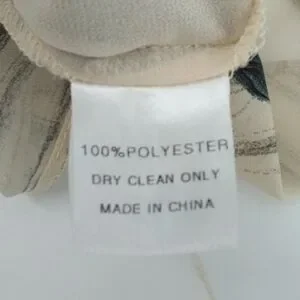 100%POLYESTER
DRY CLEAN ONLY
MADE IN CHINA